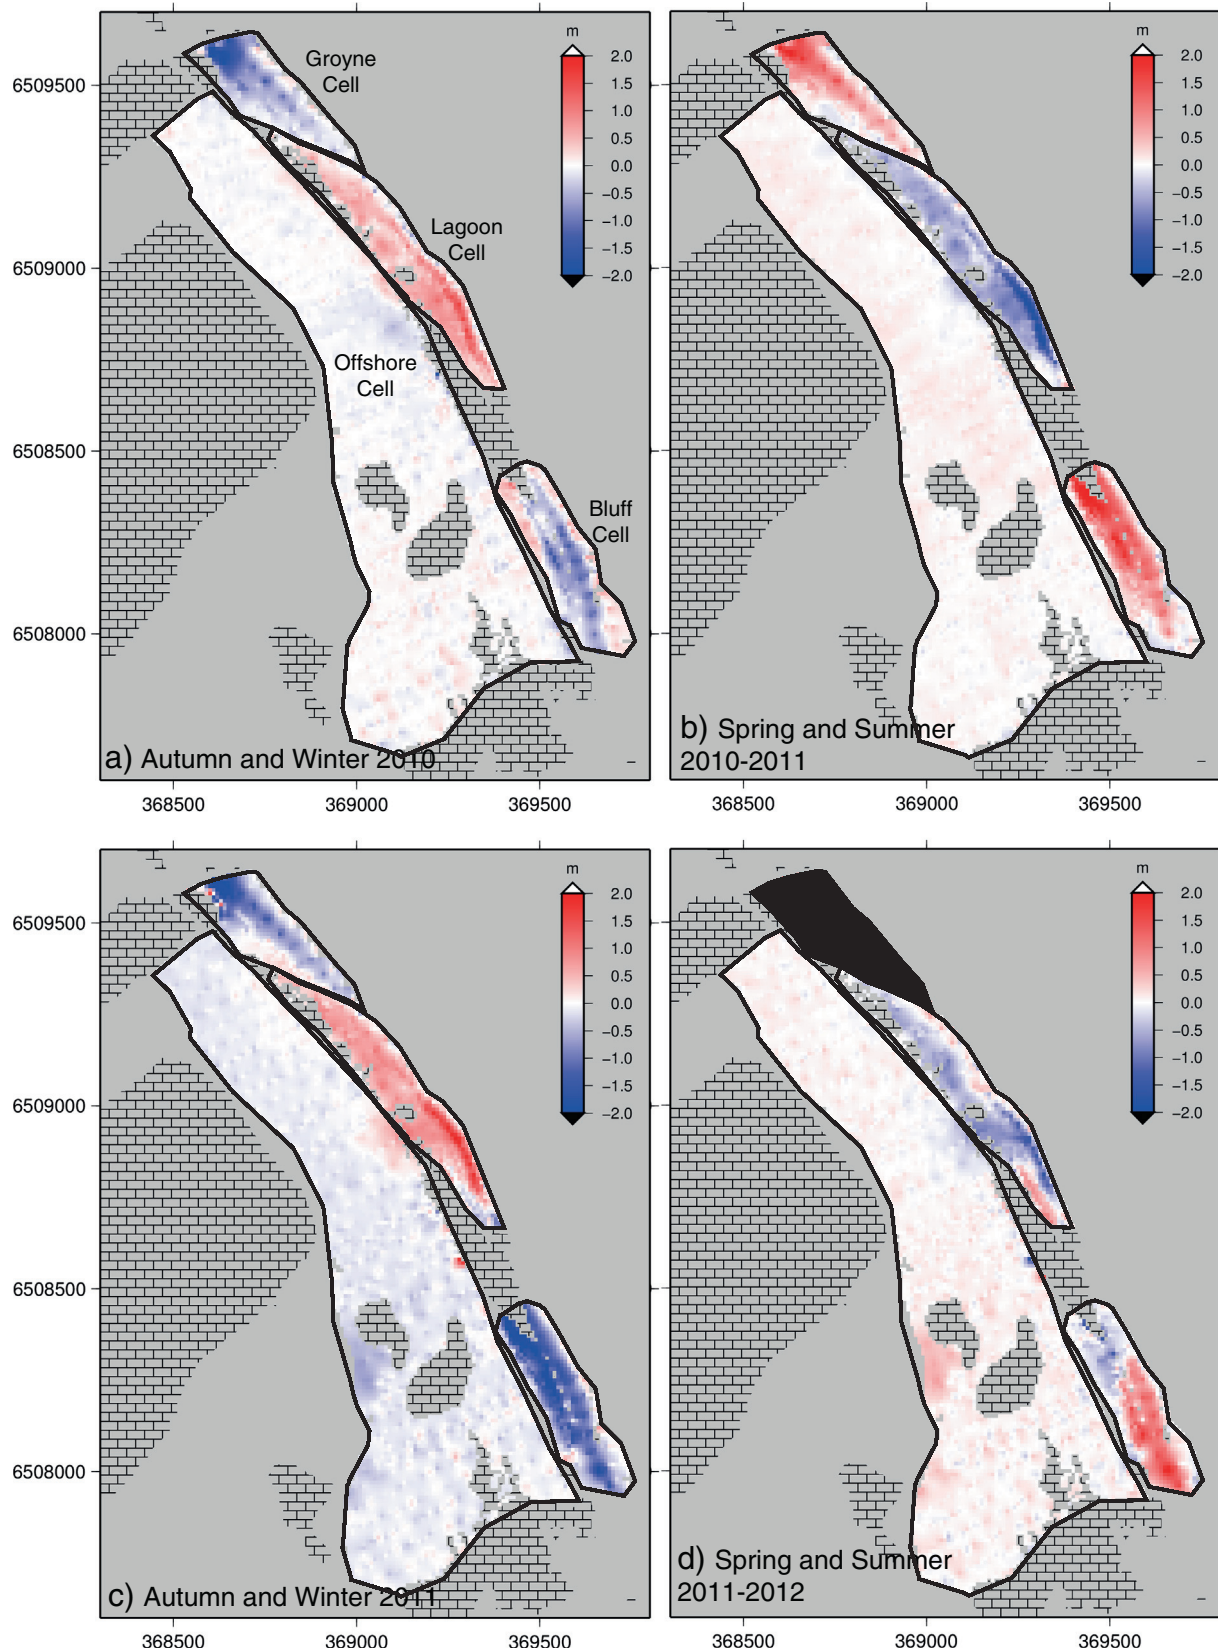 m
2.0
1.5
1.0
0.5
0.0
−0.5
−1.0
−1.5
−2.0
Groyne
Cell
Lagoon
Cell
Offshore
Cell
Bluff
Cell
6509500
6509000
6508500
6508000
a) Autumn and Winter 2010
368500 369000 369500
m
2.0
1.5
1.0
0.5
0.0
−0.5
−1.0
−1.5
−2.0
b) Spring and Summer
2010-2011
368500 369000 369500
m
2.0
1.5
1.0
0.5
0.0
−0.5
−1.0
−1.5
−2.0
6509500
6509000
6508500
6508000
c) Autumn and Winter 2011
368500 369000 369500
m
2.0
1.5
1.0
0.5
0.0
−0.5
−1.0
−1.5
−2.0
d) Spring and Summer
2011-2012
368500 369000 369500